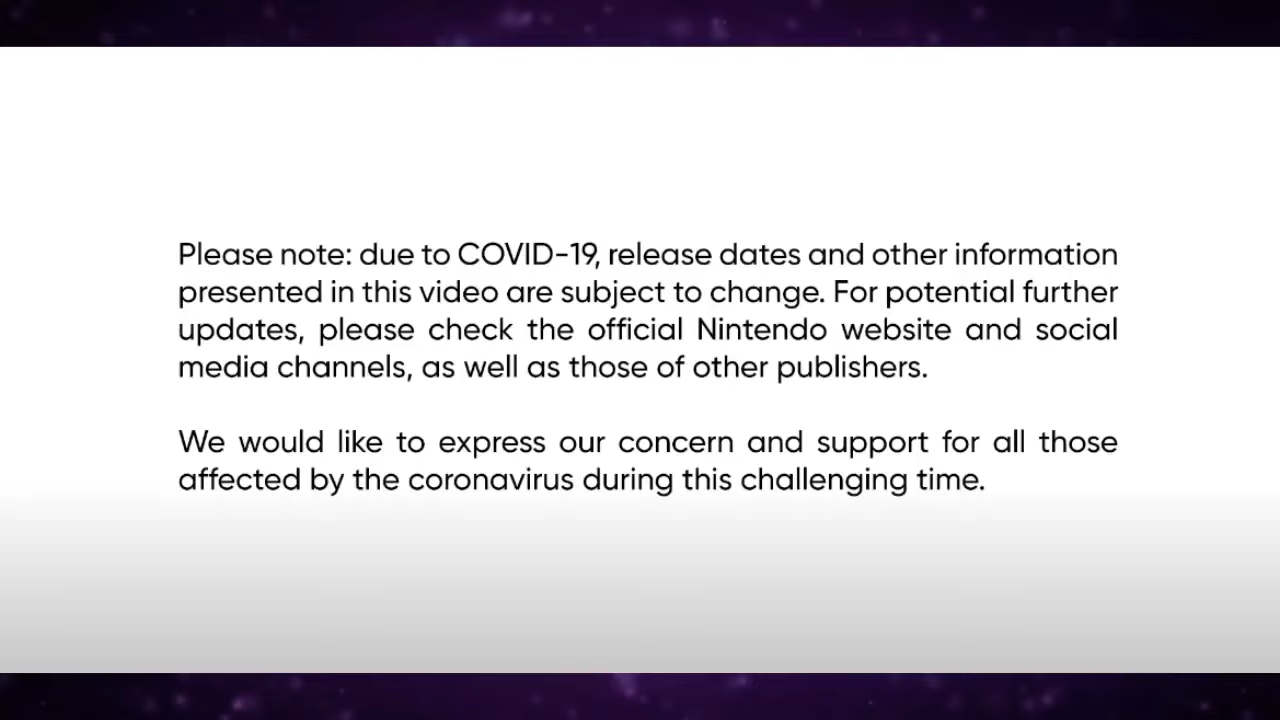 Please note: due to COVID-19, release dates and other information
presented in this video are subject to change. For potential further
updates, please check the official Nintendo website and social
media channels, as well as those of other publishers.
We would like to express our concern and support for all those
affected by the coronavirus during this challenging time.